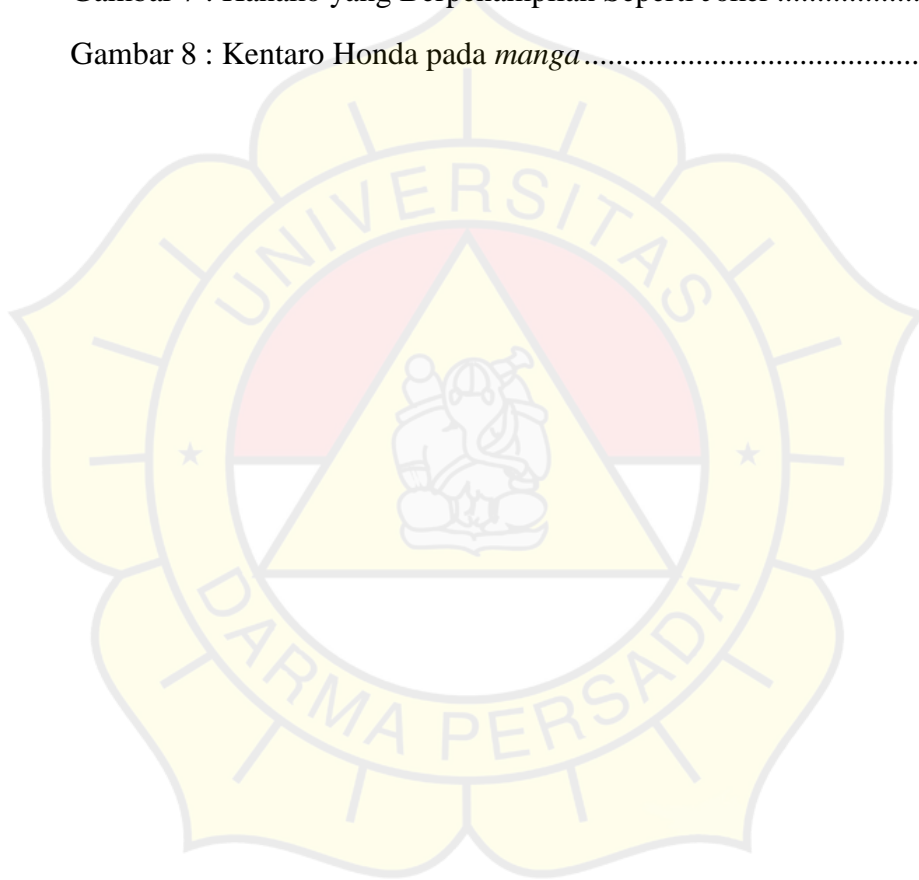 Gambar 8 : Kentaro Honda pada manga.......................................
UNIVERSITAS
DARMA PERSADA